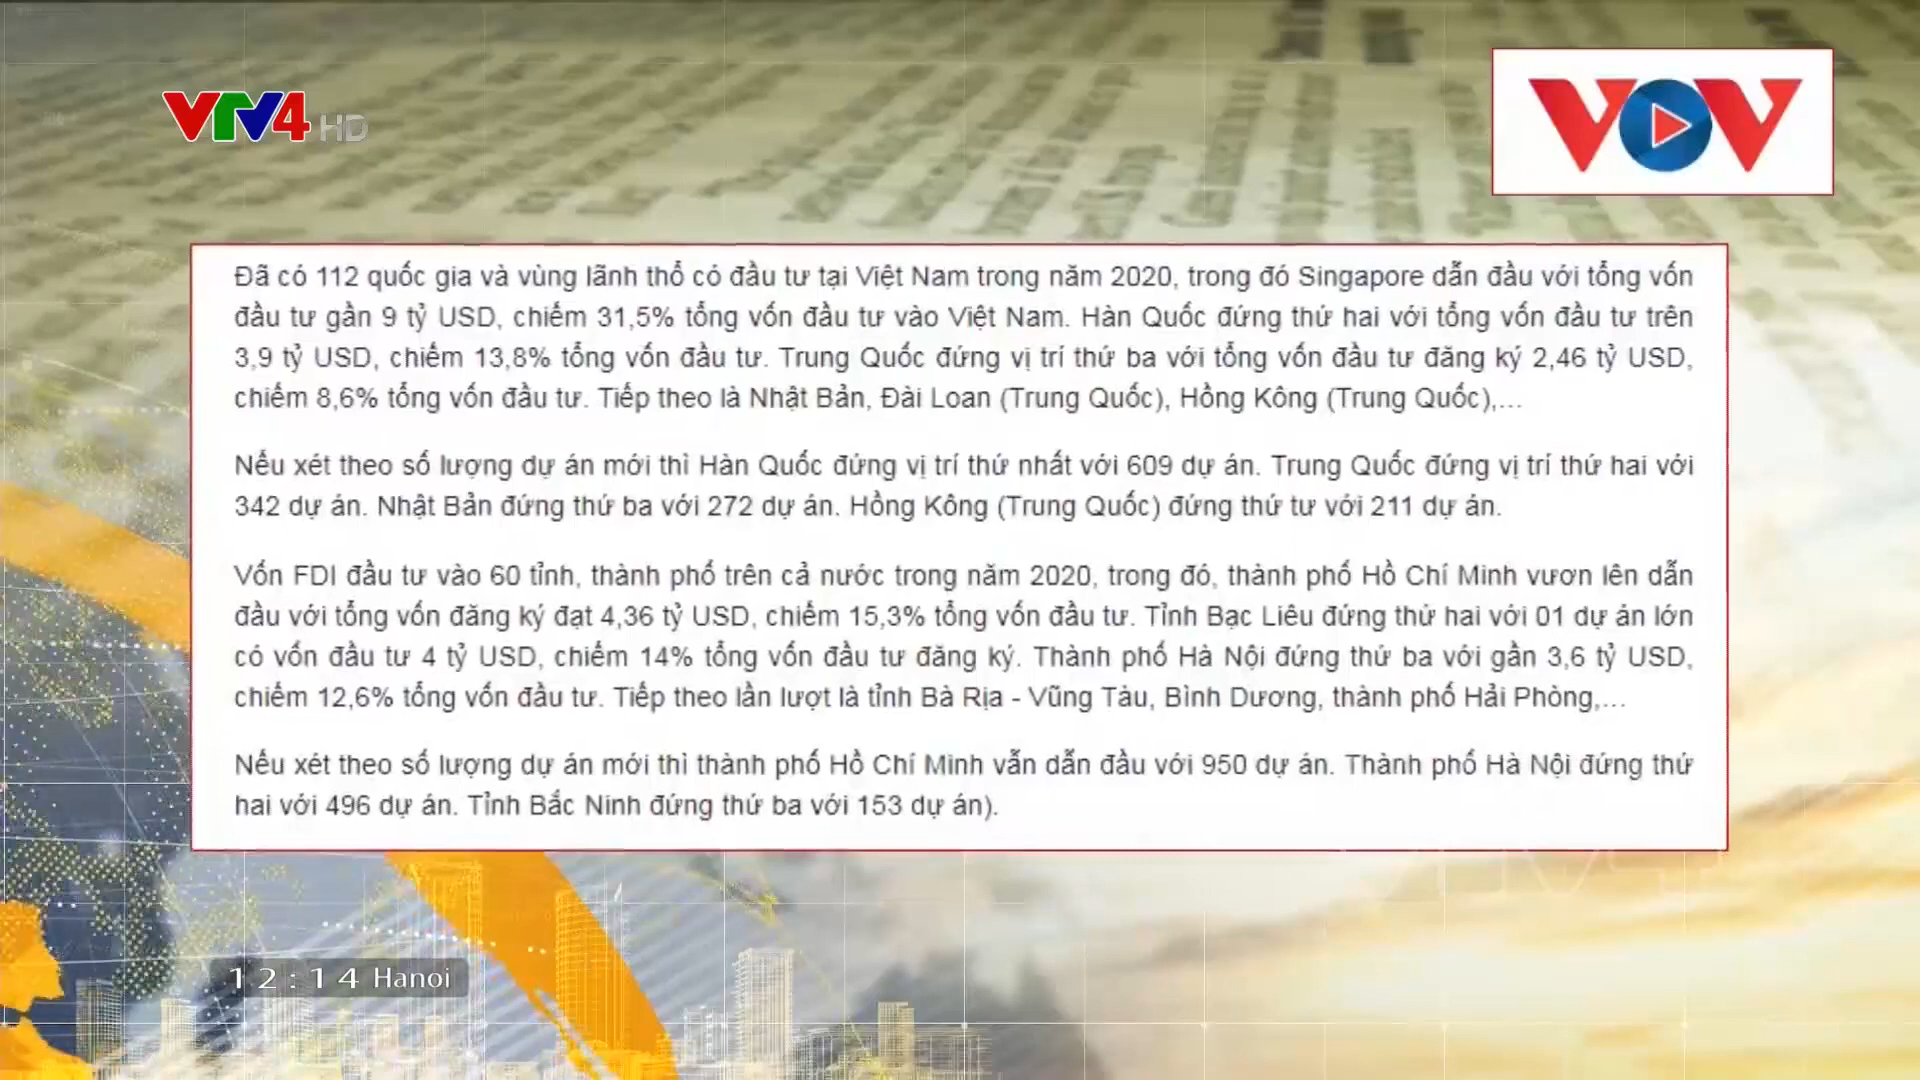 VTV4 HD
VOV
Đã có 112 quốc gia và vùng lãnh thổ có đầu tư tại Việt Nam trong năm 2020, trong đó Singapore dẫn đầu với tổng vốn
đầu tư gần 9 tỷ USD, chiếm 31,5% tổng vốn đầu tư vào Việt Nam. Hàn Quốc đứng thứ hai với tổng vốn đầu tư trên
3,9 tỷ USD, chiếm 13,8% tổng vốn đầu tư. Trung Quốc đứng vị trí thứ ba với tổng vốn đầu tư đăng ký 2,46 tỷ USD,
chiếm 8,6% tổng vốn đầu tư. Tiếp theo là Nhật Bản, Đài Loan (Trung Quốc), Hồng Kông (Trung Quốc),...
Nếu xét theo số lượng dự án mới thì Hàn Quốc đứng vị trí thứ nhất với 609 dự án. Trung Quốc đứng vị trí thứ hai với
342 dự án. Nhật Bản đứng thứ ba với 272 dự án. Hồng Kông (Trung Quốc) đứng thứ tư với 211 dự án.
Vốn FDI đầu tư vào 60 tỉnh, thành phố trên cả nước trong năm 2020, trong đó, thành phố Hồ Chí Minh vươn lên dẫn
đầu với tổng vốn đăng ký đạt 4,36 tỷ USD, chiếm 15,3% tổng vốn đầu tư. Tỉnh Bạc Liêu đứng thứ hai với 01 dự án lớn
có vốn đầu tư 4 tỷ USD, chiếm 14% tổng vốn đầu tư đăng ký. Thành phố Hà Nội đứng thứ ba với gần 3,6 tỷ USD,
chiếm 12,6% tổng vốn đầu tư. Tiếp theo lần lượt là tỉnh Bà Rịa - Vũng Tàu, Bình Dương, thành phố Hải Phòng,...
Nếu xét theo số lượng dự án mới thì thành phố Hồ Chí Minh vẫn dẫn đầu với 950 dự án. Thành phố Hà Nội đứng thứ
hai với 496 dự án. Tỉnh Bắc Ninh đứng thứ ba với 153 dự án).
12:14 Hanoi